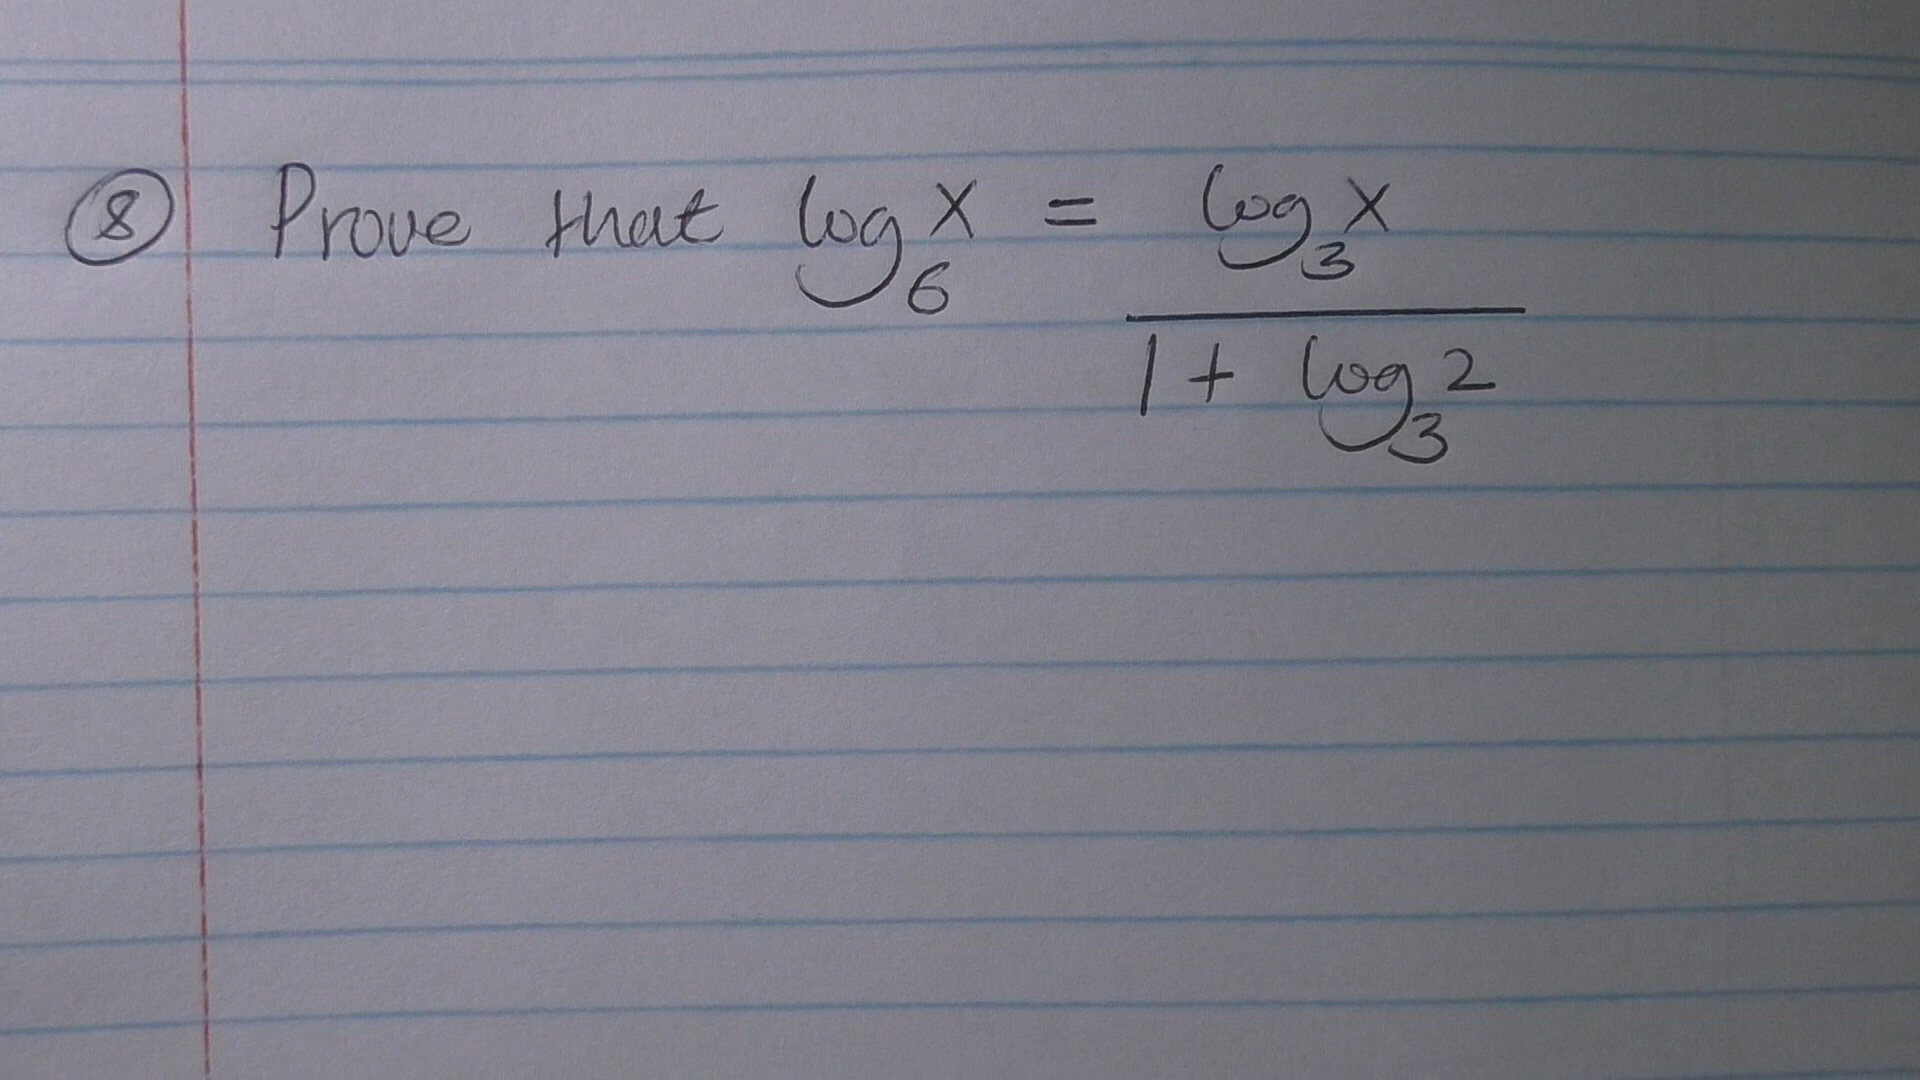 ⑧ Prove that log₆ x = log₃ x
1 + log₃ 2